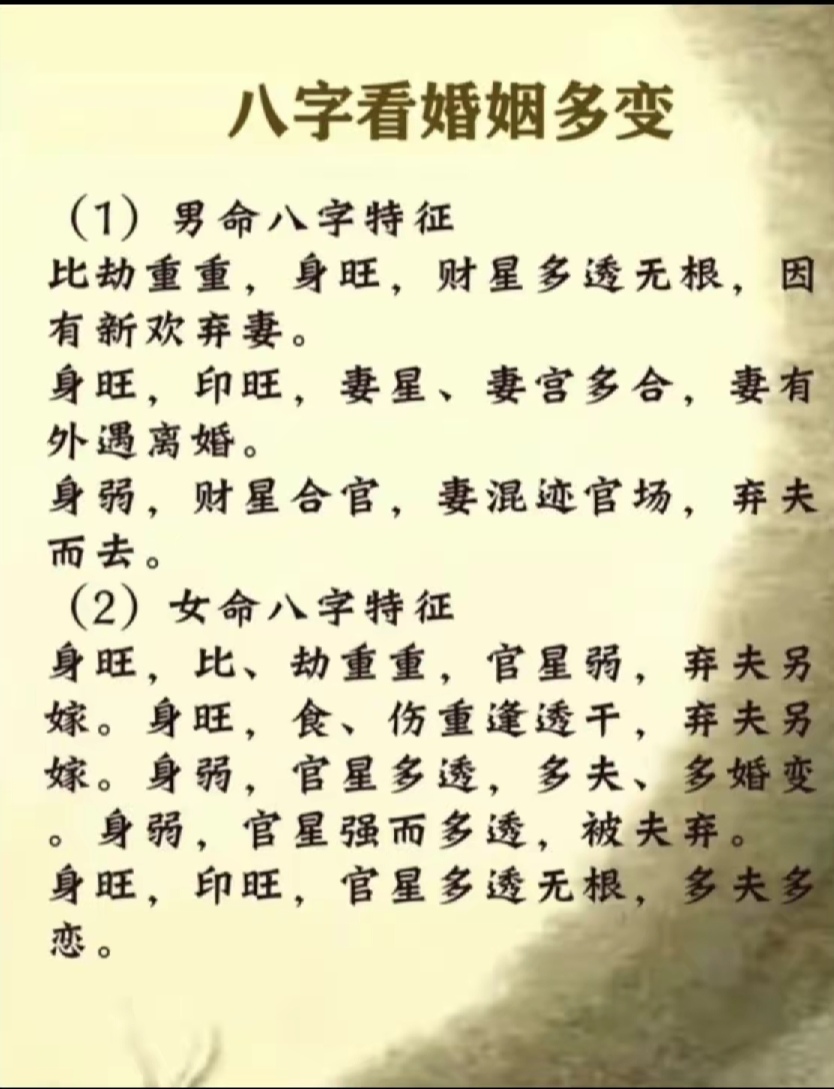 八字看婚姻多变
（1）男命八字特征
比劫重重，身旺，财星多透无根，因
有新欢弃妻。
身旺，印旺，妻星、妻宫多合，妻有
外遇离婚。
身弱，财星合官，妻混迹官场，弃夫
而去。
（2）女命八字特征
身旺，比、劫重重，官星弱，弃夫另
嫁。身旺，食、伤重逢透干，弃夫另
嫁。身弱，官星多透，多夫、多婚变
。身弱，官星强而多透，被夫弃。
身旺，印旺，官星多透无根，多夫多
恋。